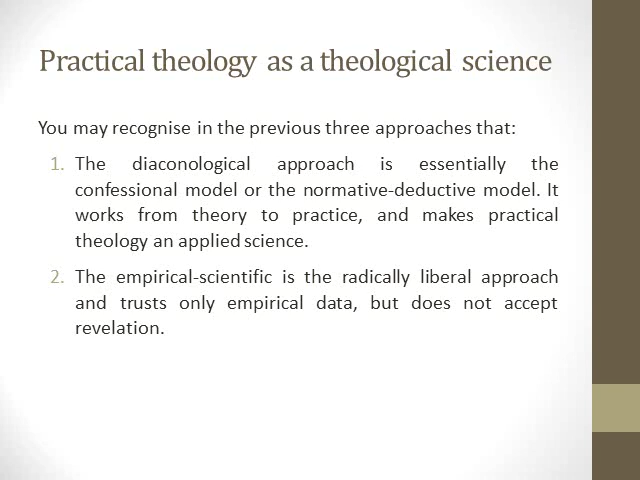 Practical theology as a theological science
You may recognise in the previous three approaches that:
1. The diaconological approach is essentially the
confessional model or the normative-deductive model. It
works from theory to practice, and makes practical
theology an applied science.
2. The empirical-scientific is the radically liberal approach
and trusts only empirical data, but does not accept
revelation.